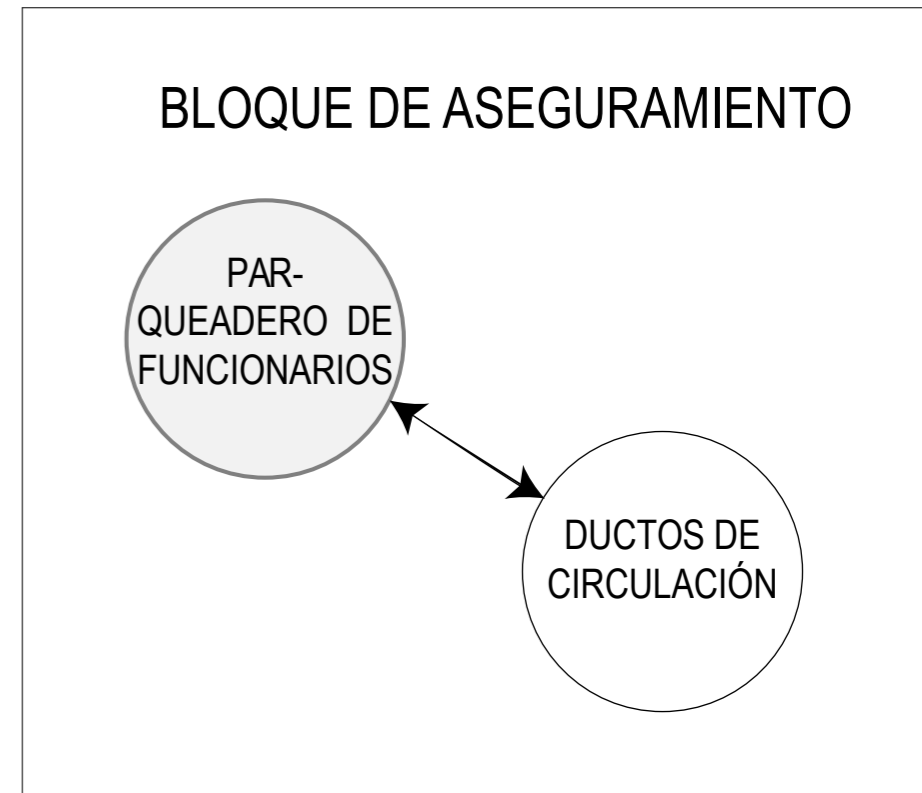 BLOQUE DE ASEGURAMIENTO
PAR-
QUEADERO DE
FUNCIONARIOS
DUCTOS DE
CIRCULACIÓN